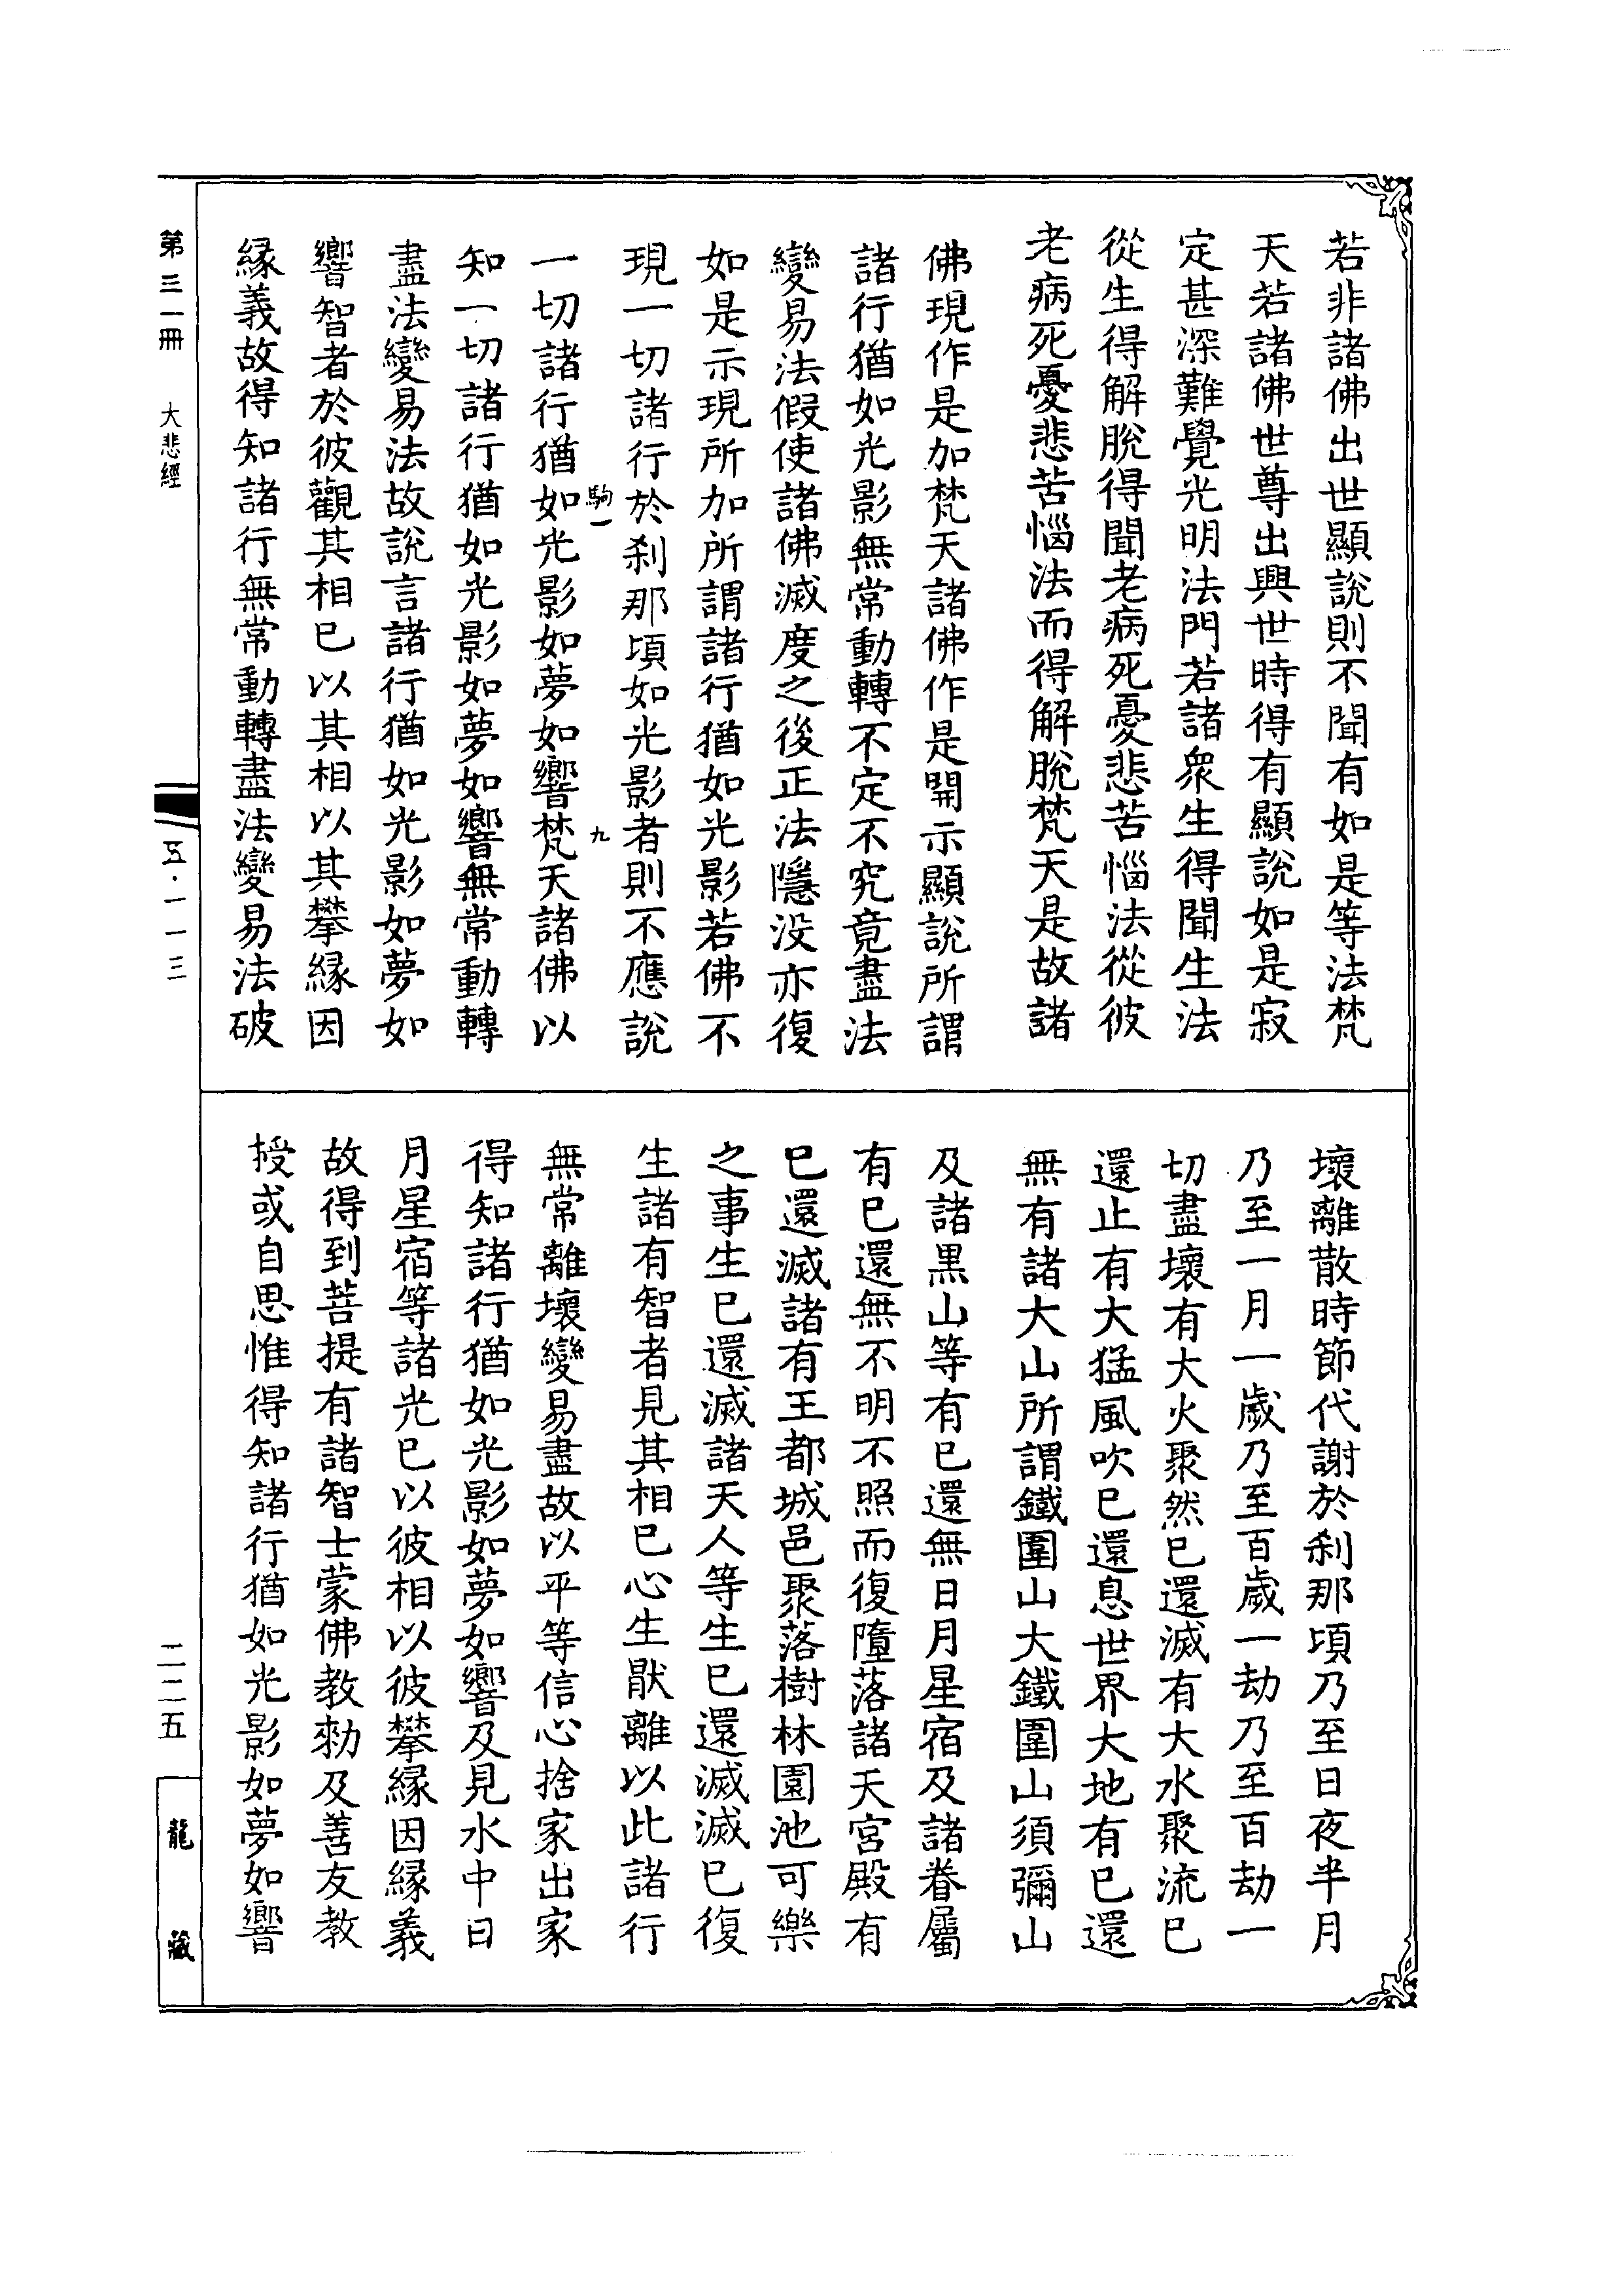 若非諸佛出世顯說則不聞有如是等法梵
天若諸佛世尊出興世時得有顯說如是寂
定甚深難覺光明法門若諸眾生得聞生法
從生得解脫得聞老病死憂悲苦惱法從彼
老病死憂悲苦惱法而得解脫梵天是故諸
佛現作是加梵天諸佛作是開示顯說所謂
諸行猶如光影無常動轉不定不究竟盡法
變易法假使諸佛滅度之後正法隱没亦復
如是示現所加所謂諸行猶如光影若佛不
現一切諸行於刹那頃如光影者則不應說
駒一
九
一切諸行猶如光影如夢如響梵天諸佛以
知一切諸行猶如光影如夢如響無常動轉
盡法變易法故說言諸行猶如光影如夢如
響智者於彼觀其相已以其相以其攀緣因
緣義故得知諸行無常動轉盡法變易法破
壞離散時節代謝於刹那頃乃至日夜半月
乃至一月一歲乃至百歲一劫乃至百劫一
切盡壞有大火聚然已還滅有大水聚流已
還止有大猛風吹已還息世界大地有已還
無有諸大山所謂鐵圍山大鐵圍山須彌山
及諸黑山等有已還無日月星宿及諸眷屬
有已還無不明不照而復墮落諸天宮殿有
已還滅諸有王都城邑聚落樹林園池可樂
之事生已還滅諸天人等生已還滅滅已復
生諸有智者見其相已心生厭離以此諸行
無常離壞變易盡故以平等信心捨家出家
得知諸行猶如光影如夢如響及見水中日
月星宿等諸光已以彼相以彼攀緣因緣義
故得到菩提有諸智士蒙佛教勑及善友教
授或自思惟得知諸行猶如光影如夢如響
第三一冊 大悲經
五·一一三
二二五
龍藏